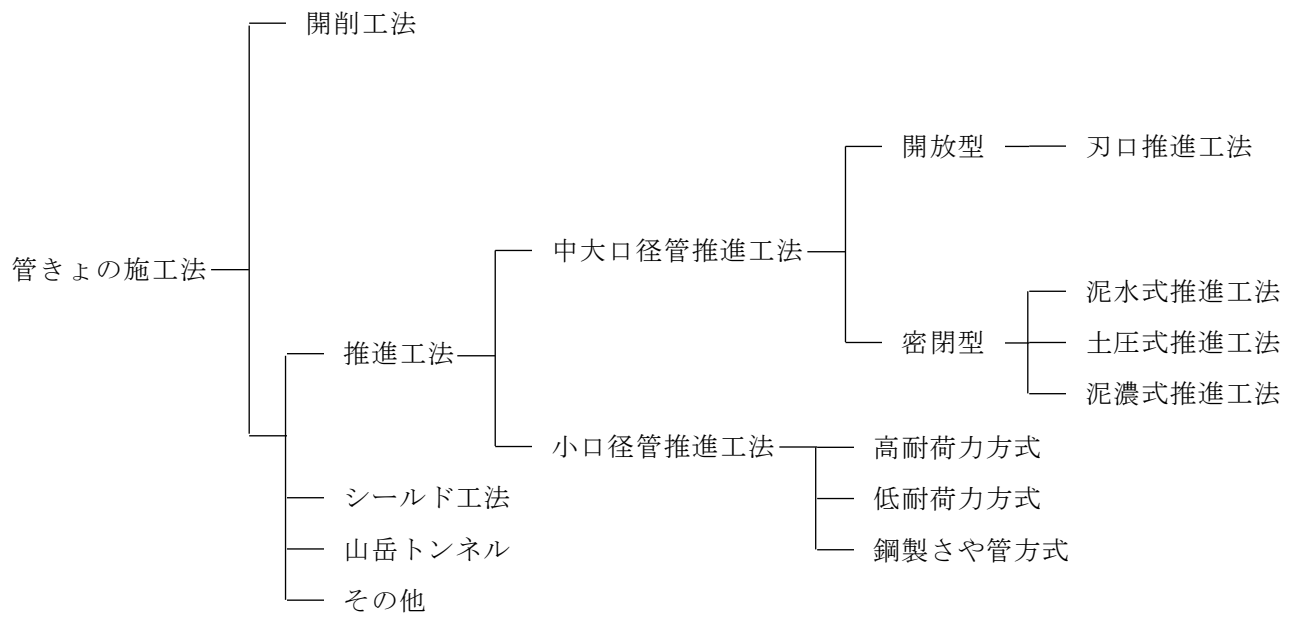 開削工法
開放型
刃口推進工法
中大口径管推進工法
管きょの施工法
泥水式推進工法
推進工法
密閉型
土圧式推進工法
泥濃式推進工法
小口径管推進工法
高耐荷力方式
シールド工法
低耐荷力方式
山岳トンネル
鋼製さや管方式
その他